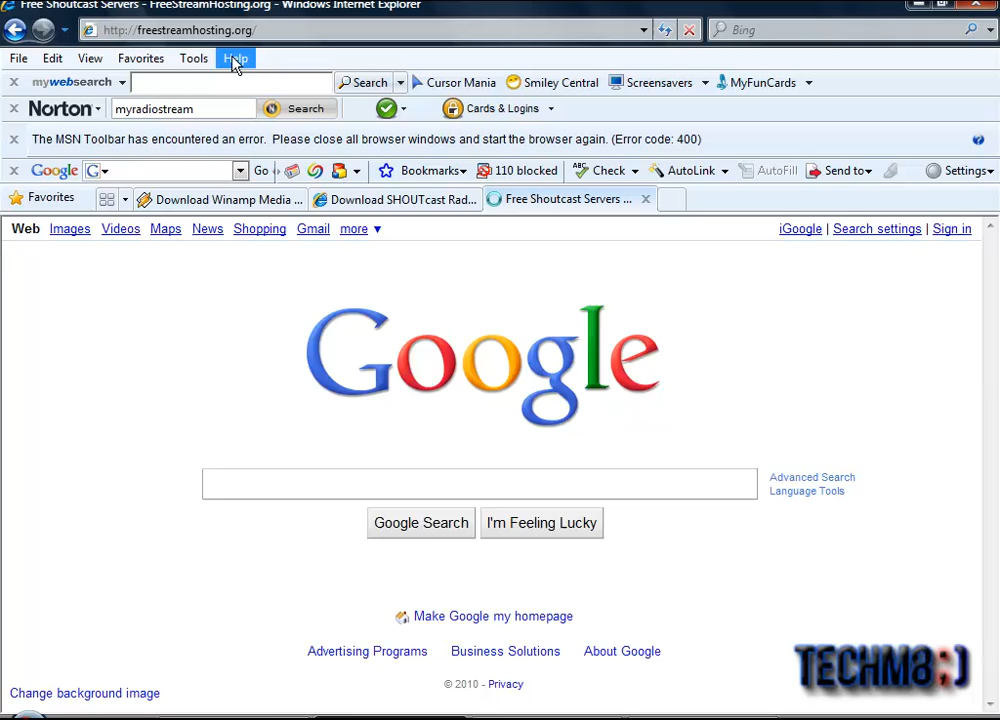 Free Shoutcast Servers - FreeStreamHosting.org - Windows Internet Explorer
http://freestreamhosting.org/ Bing
File Edit View Favorites Tools Help
mywebsearch Search Cursor Mania Smiley Central Screensavers MyFunCards
Norton myradiostream Search Cards & Logins
The MSN Toolbar has encountered an error. Please close all browser windows and start the browser again. (Error code: 400)
Google G Go Bookmarks 110 blocked ABC Check AutoLink AutoFill Send to Settings
Favorites Download Winamp Media ... Download SHOUTcast Rad... Free Shoutcast Servers ...
Web Images Videos Maps News Shopping Gmail more iGoogle | Search settings | Sign in
Google
Advanced Search
Language Tools
Google Search I'm Feeling Lucky
Make Google my homepage
Advertising Programs Business Solutions About Google
© 2010 - Privacy
TECHM8;)
Change background image